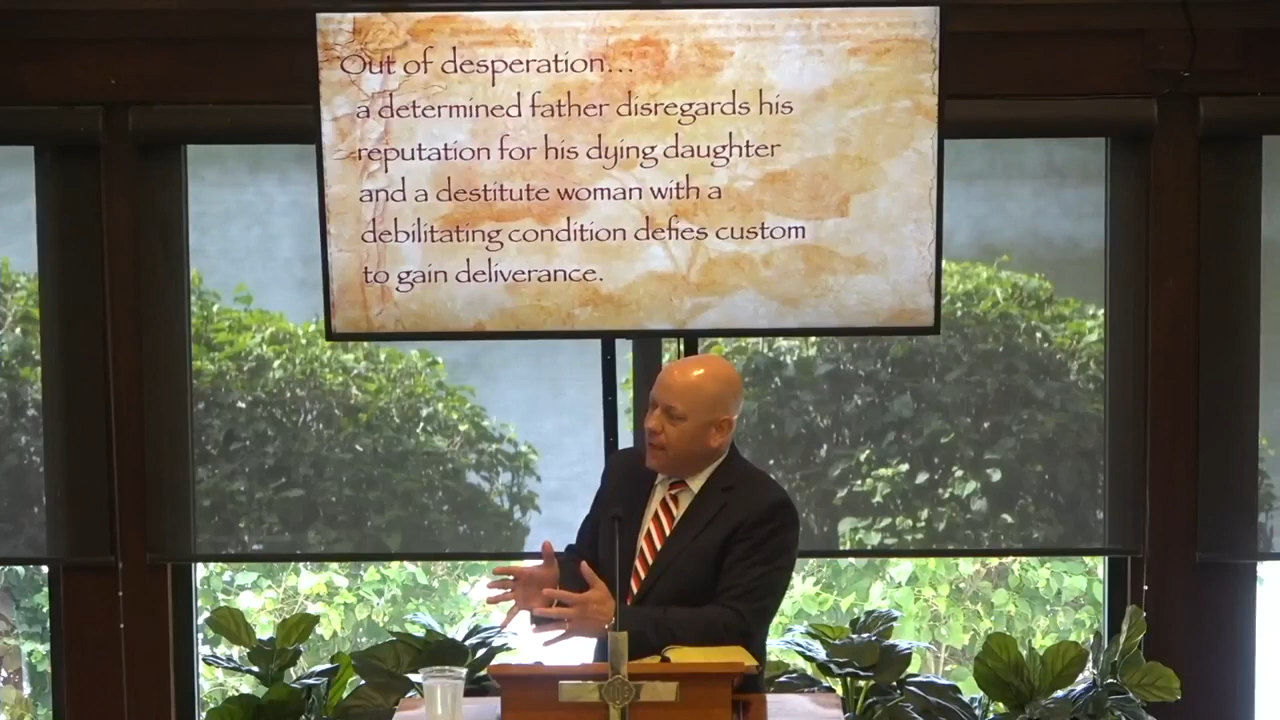 Out of desperation...
a determined father disregards his
reputation for his dying daughter
and a destitute woman with a
debilitating condition defies custom
to gain deliverance.
IHS